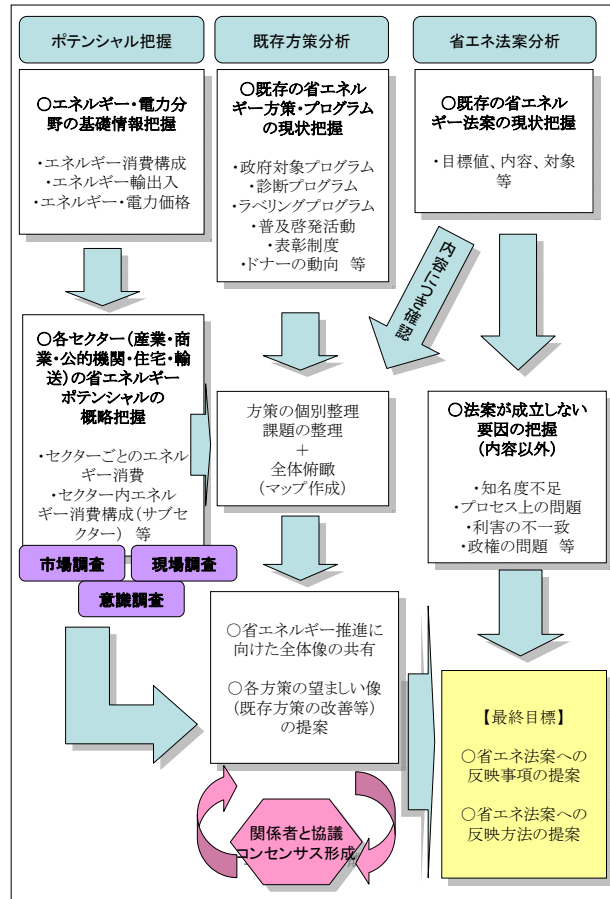 ポテンシャル把握
既存方策分析
省エネ法案分析
○エネルギー・電力分
野の基礎情報把握
・エネルギー消費構成
・エネルギー輸出入
・エネルギー・電力価格
○既存の省エネル
ギー方策・プログラム
の現状把握
・政府対象プログラム
・診断プログラム
・ラベリングプログラム
・普及啓発活動
・表彰制度
・ドナーの動向 等
○既存の省エネル
ギー法案の現状把握
・目標値、内容、対象
等
内容につき確認
○各セクター（産業・商
業・公的機関・住宅・輸
送）の省エネルギー
ポテンシャルの
概略把握
・セクターごとのエネル
ギー消費
・セクター内エネル
ギー消費構成（サブセ
クター） 等
市場調査
現場調査
意識調査
方策の個別整理
課題の整理
＋
全体俯瞰
（マップ作成）
○法案が成立しない
要因の把握
（内容以外）
・知名度不足
・プロセス上の問題
・利害の不一致
・政権の問題 等
○省エネルギー推進に
向けた全体像の共有
○各方策の望ましい像
（既存方策の改善等）
の提案
関係者と協議
コンセンサス形成
【最終目標】
○省エネ法案への
反映事項の提案
○省エネ法案への
反映方法の提案